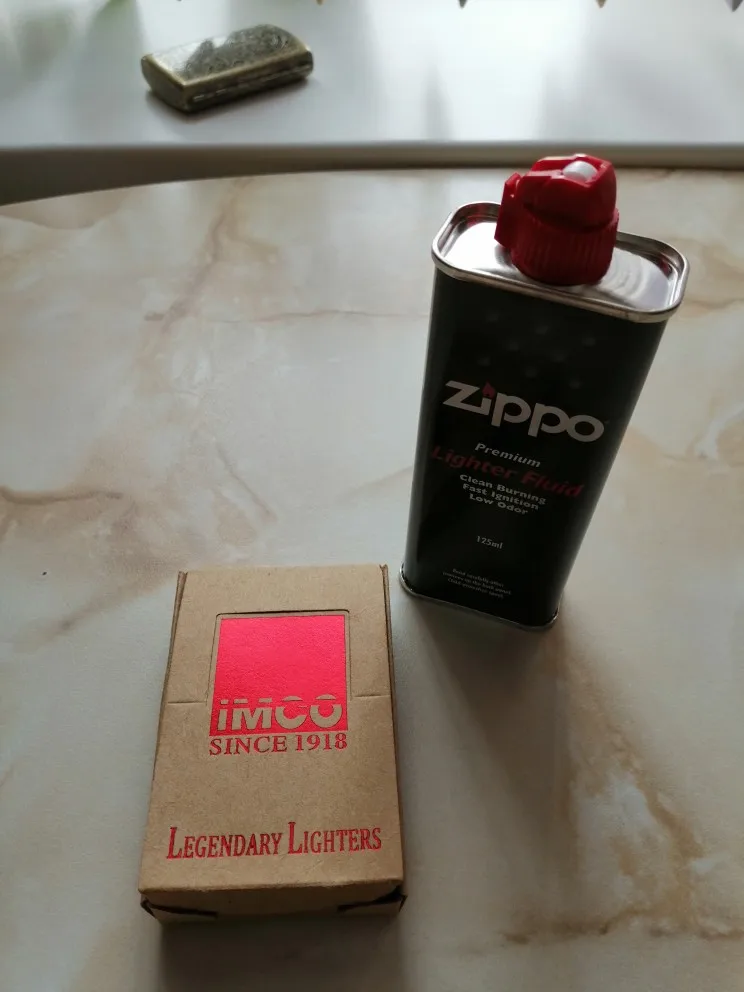 Zippo
Premium
Lighter Fluid
Clean Burning
Fast Ignition
Low Odor
125ml
iMCO
SINCE 1918
LEGENDARY LIGHTERS